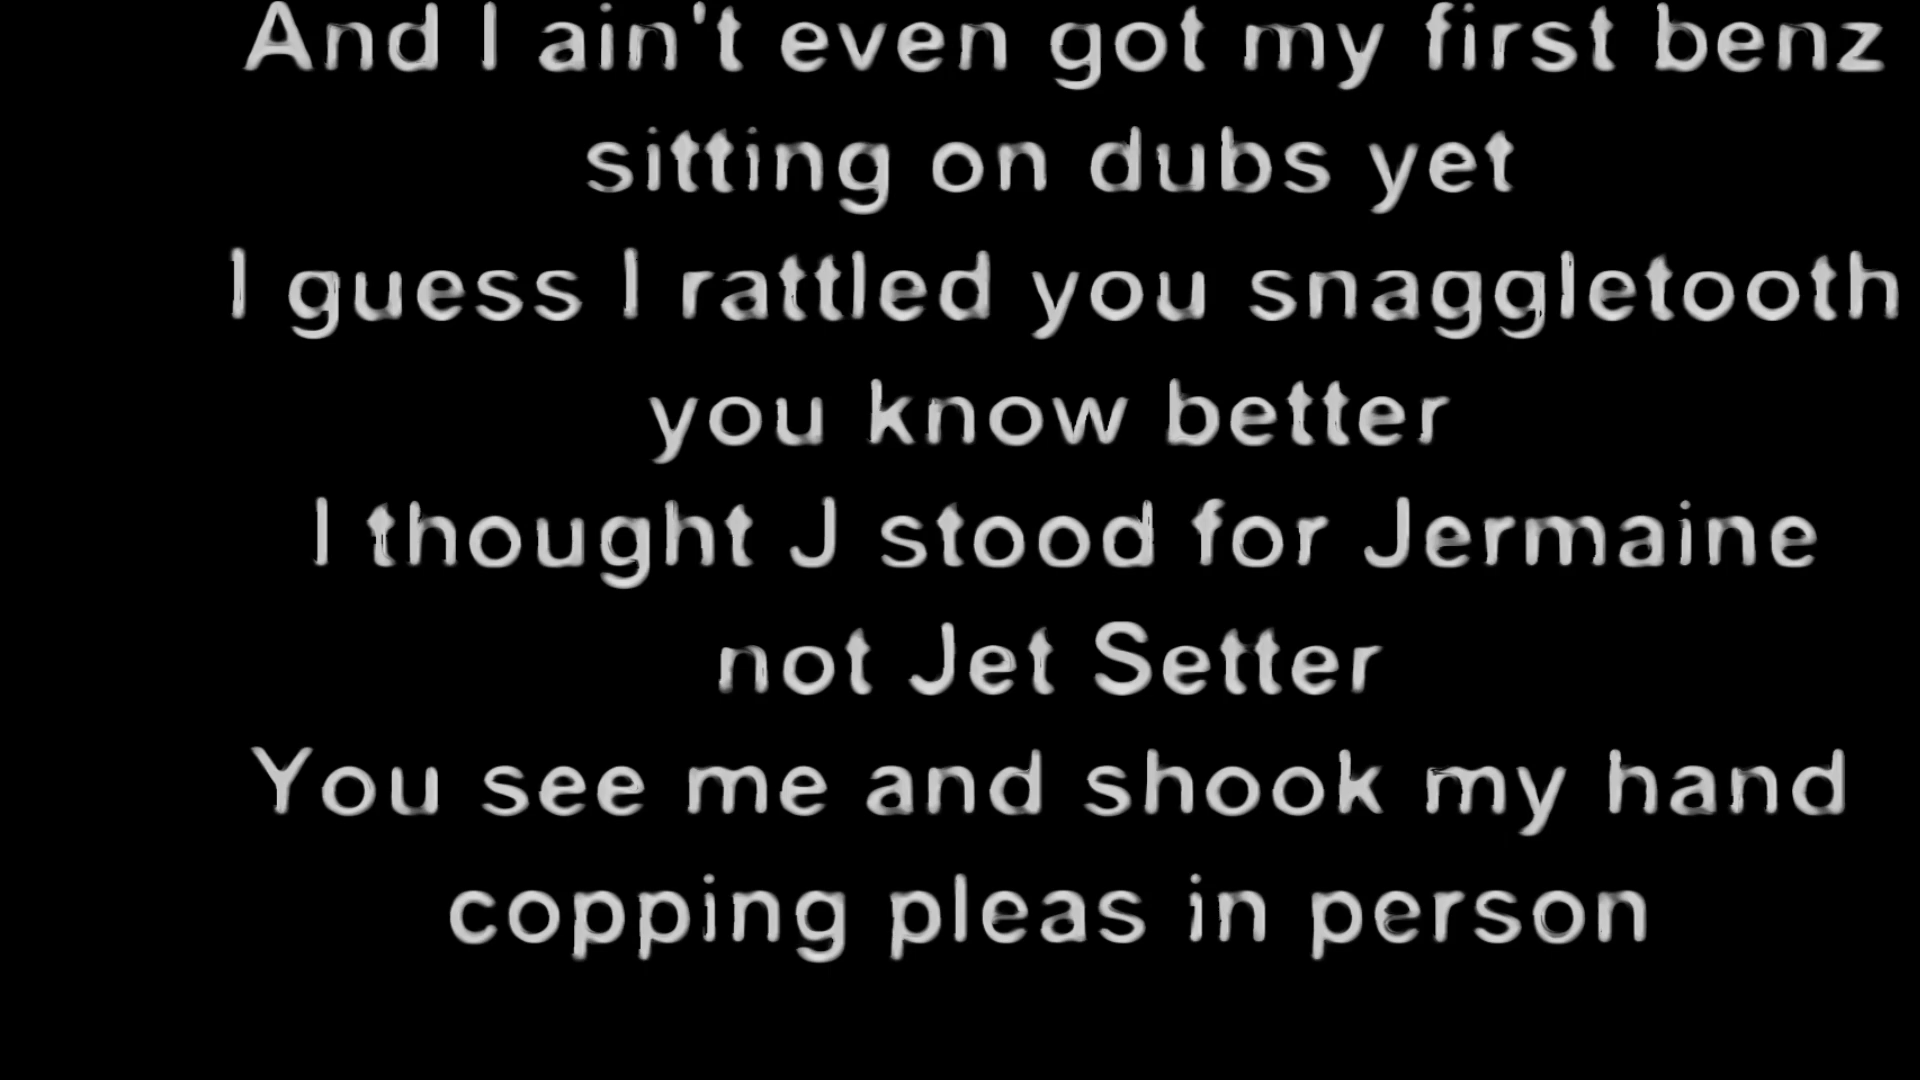 And I ain't even got my first benz
sitting on dubs yet
I guess I rattled you snaggletooth
you know better
I thought J stood for Jermaine
not Jet Setter
You see me and shook my hand
copping pleas in person